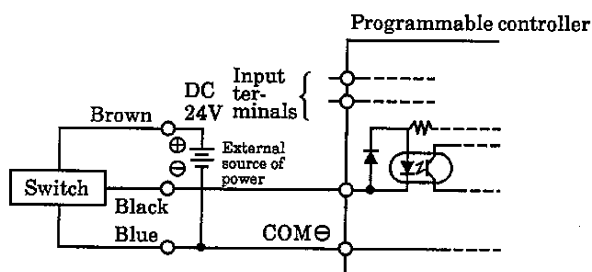 Programmable controller
DC 24V
Input ter- minals
Brown
⊕
⊖
External source of power
Switch
Black
Blue
COM⊖